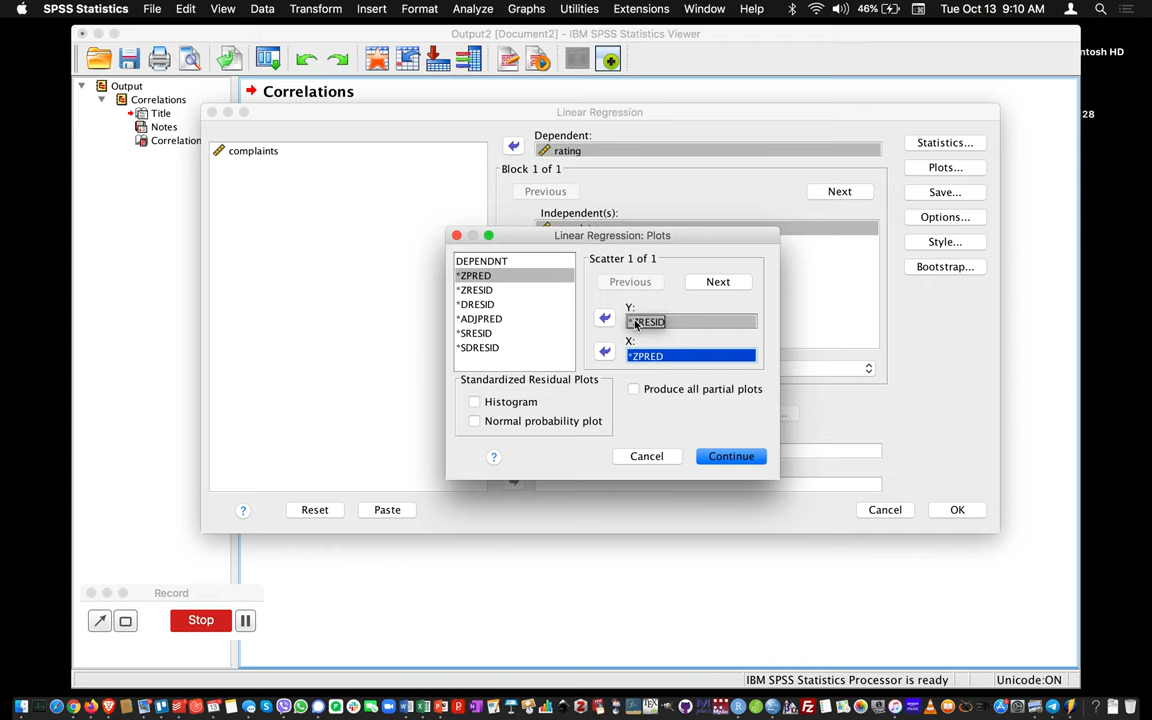 SPSS Statistics File Edit View Data Transform Insert Format Analyze Graphs Utilities Extensions Window Help 46% Tue Oct 13 9:10 AM
Output2 [Document2] - IBM SPSS Statistics Viewer
Output
Correlations
Title
Notes
Correlation
Correlations
Linear Regression
complaints
Dependent:
rating
Block 1 of 1
Previous
Next
Independent(s):
Statistics...
Plots...
Save...
Options...
Style...
Bootstrap...
Linear Regression: Plots
DEPENDNT
*ZPRED
*ZRESID
*DRESID
*ADJPRED
*SRESID
*SDRESID
Scatter 1 of 1
Previous
Next
Y:
*ZRESID
X:
*ZPRED
Standardized Residual Plots
Histogram
Normal probability plot
Produce all partial plots
?
Cancel
Continue
?
Reset
Paste
Cancel
OK
Record
Stop
IBM SPSS Statistics Processor is ready
Unicode:ON
ntosh HD
28